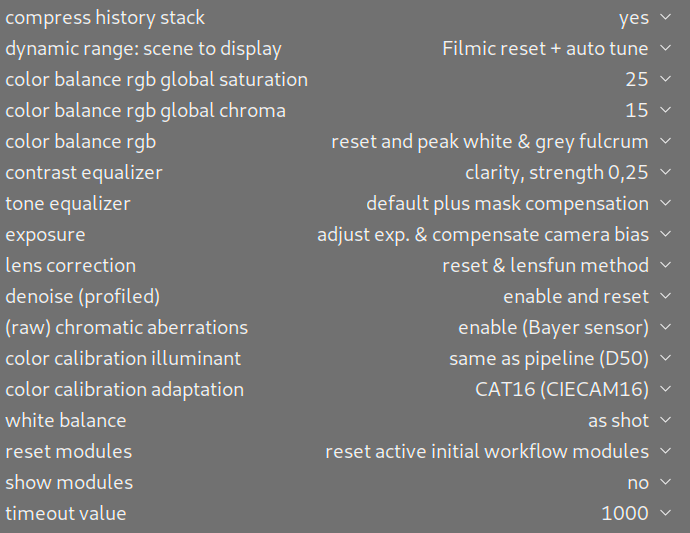 compress history stack yes
dynamic range: scene to display Filmic reset + auto tune
color balance rgb global saturation 25
color balance rgb global chroma 15
color balance rgb reset and peak white & grey fulcrum
contrast equalizer clarity, strength 0,25
tone equalizer default plus mask compensation
exposure adjust exp. & compensate camera bias
lens correction reset & lensfun method
denoise (profiled) enable and reset
(raw) chromatic aberrations enable (Bayer sensor)
color calibration illuminant same as pipeline (D50)
color calibration adaptation CAT16 (CIECAM16)
white balance as shot
reset modules reset active initial workflow modules
show modules no
timeout value 1000